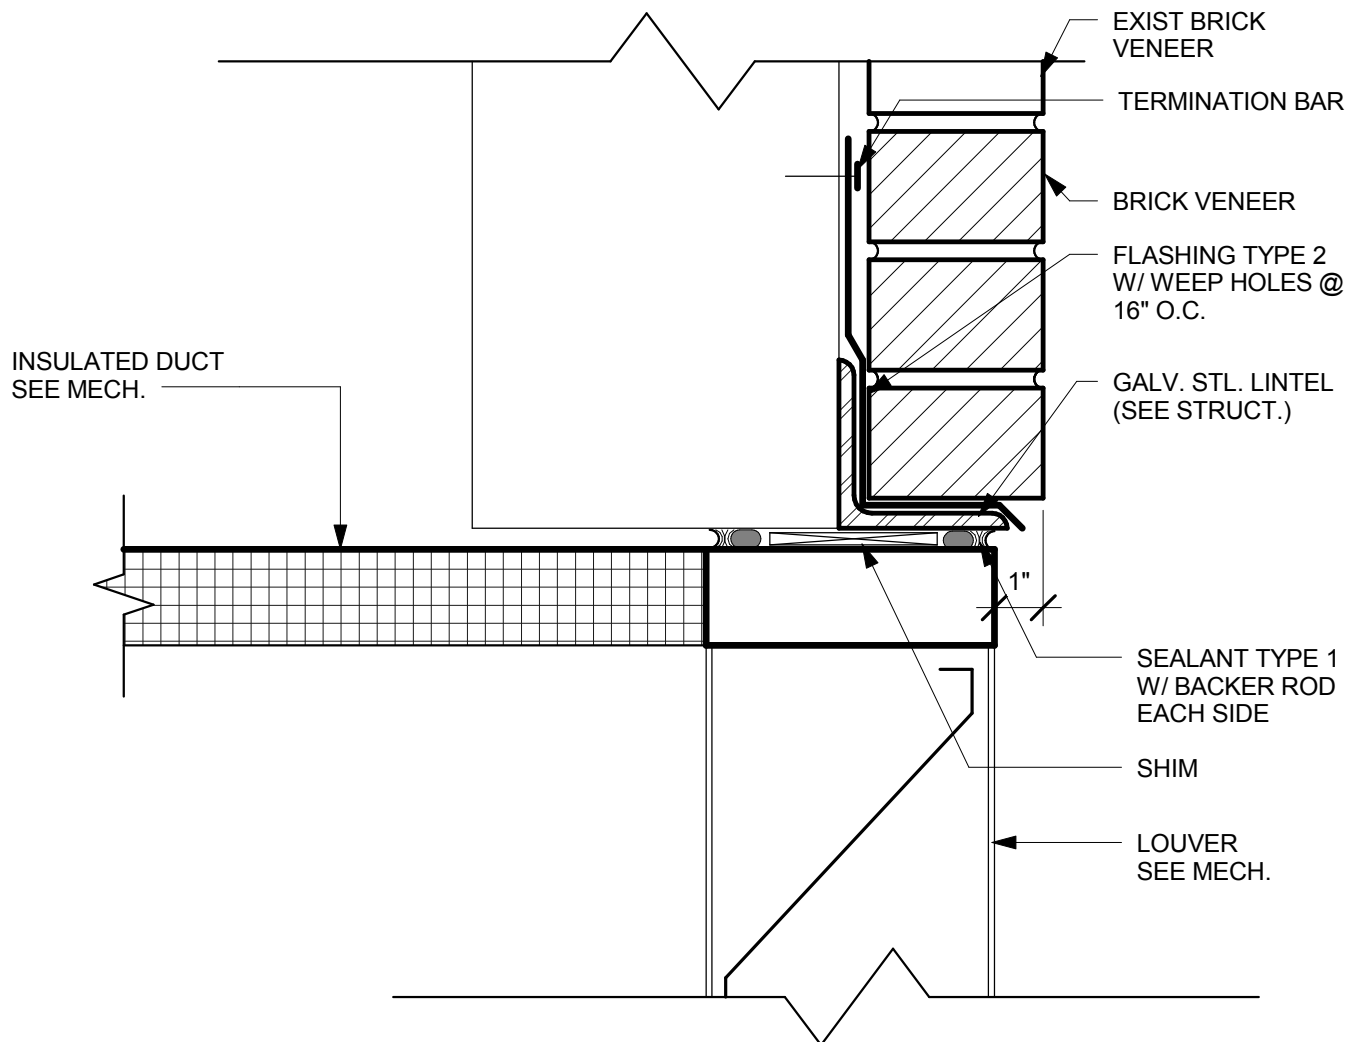 EXIST BRICK
VENEER
TERMINATION BAR
BRICK VENEER
FLASHING TYPE 2
W/ WEEP HOLES @
16" O.C.
INSULATED DUCT
SEE MECH.
GALV. STL. LINTEL
(SEE STRUCT.)
1"
SEALANT TYPE 1
W/ BACKER ROD
EACH SIDE
SHIM
LOUVER
SEE MECH.